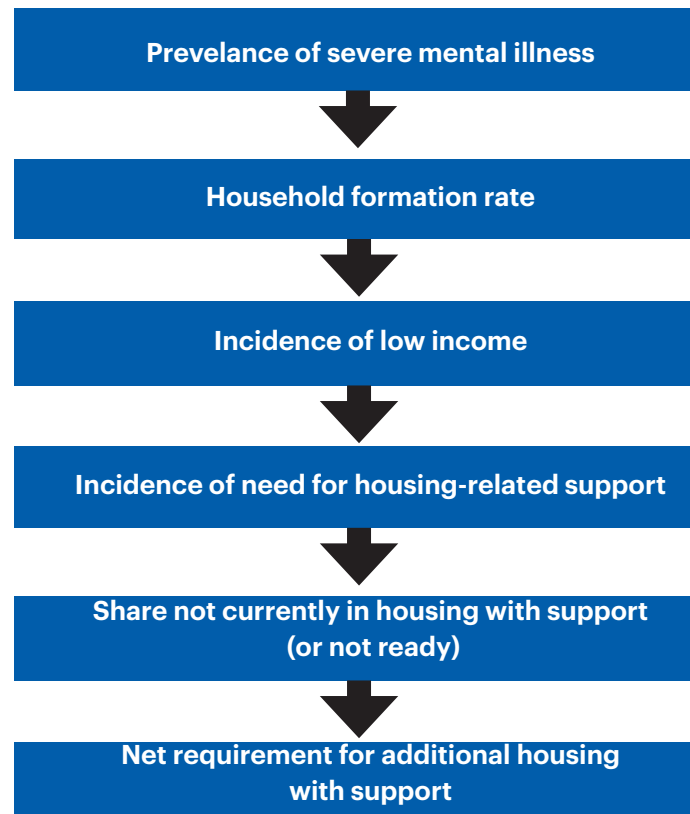 Prevelance of severe mental illness
Household formation rate
Incidence of low income
Incidence of need for housing-related support
Share not currently in housing with support
(or not ready)
Net requirement for additional housing
with support